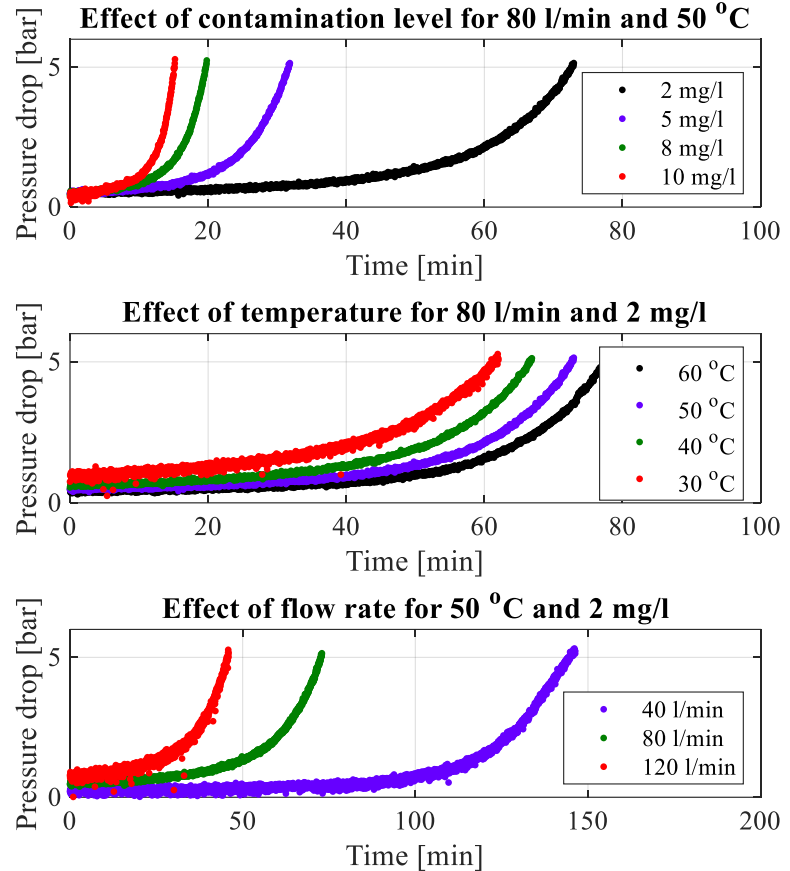 Effect of contamination level for 80 l/min and 50 °C
Pressure drop [bar]
5
0
2 mg/l
5 mg/l
8 mg/l
10 mg/l
0 20 40 60 80 100
Time [min]
Effect of temperature for 80 l/min and 2 mg/l
Pressure drop [bar]
5
0
60 °C
50 °C
40 °C
30 °C
0 20 40 60 80 100
Time [min]
Effect of flow rate for 50 °C and 2 mg/l
Pressure drop [bar]
5
0
40 l/min
80 l/min
120 l/min
0 50 100 150 200
Time [min]